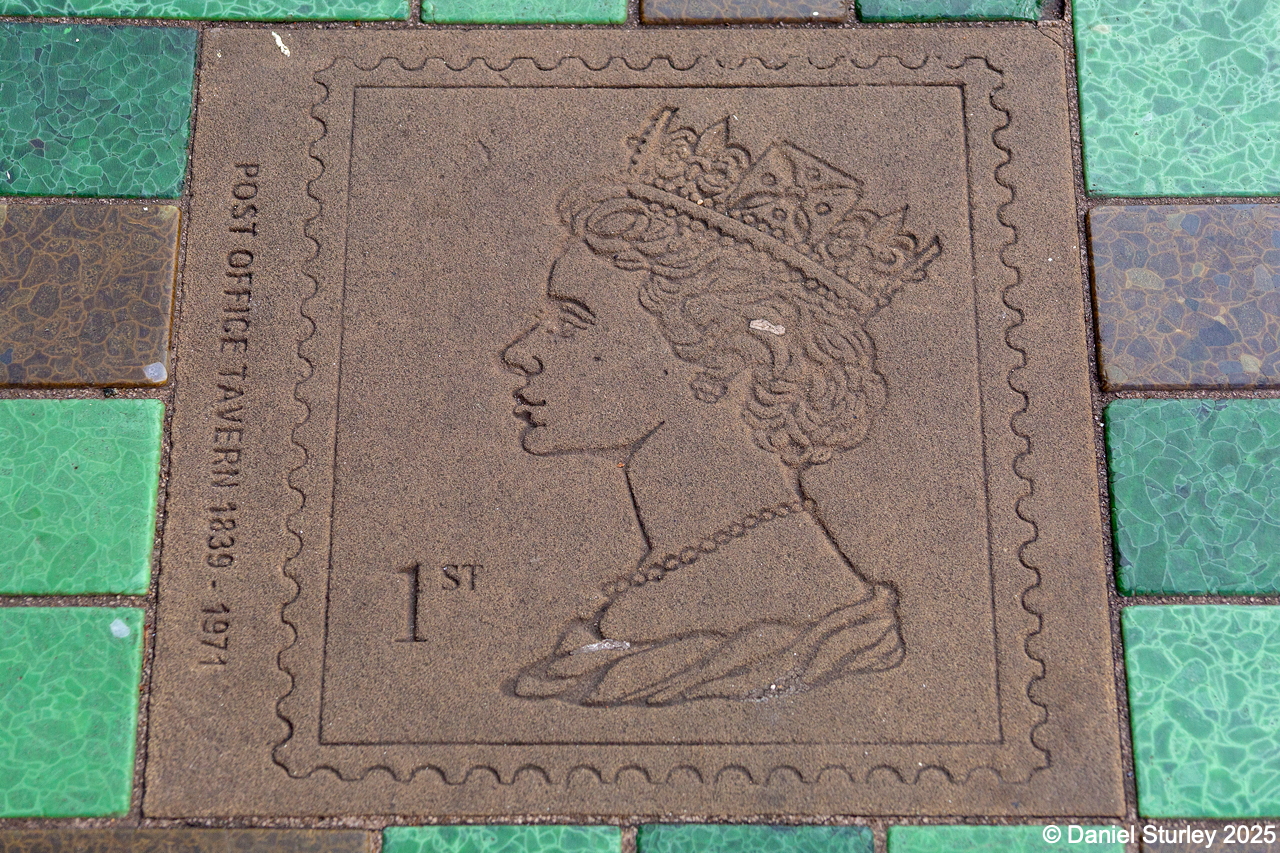 POST OFFICE TAVERN 1839 - 1971
1ST
© Daniel Sturley 2025